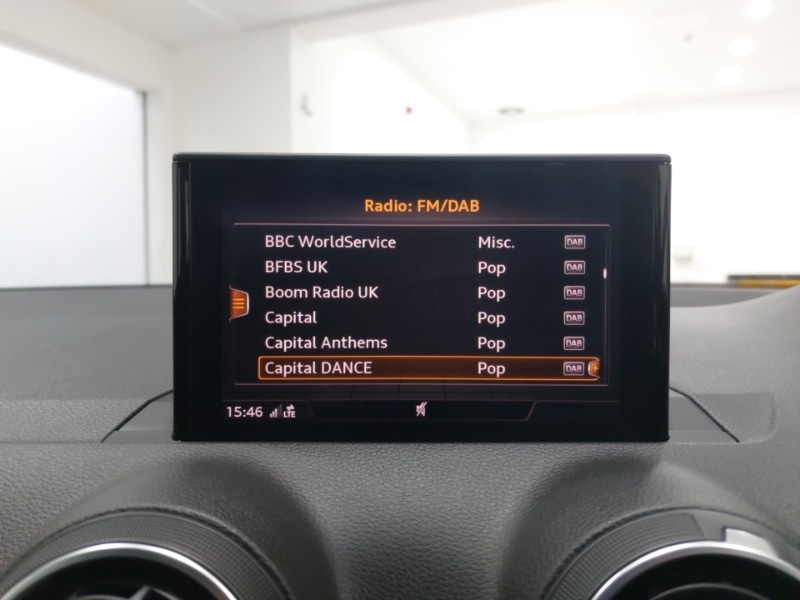 Radio: FM/DAB
BBC WorldService Misc. DAB
BFBS UK Pop DAB
Boom Radio UK Pop DAB
Capital Pop DAB
Capital Anthems Pop DAB
Capital DANCE Pop DAB
15:46 LTE